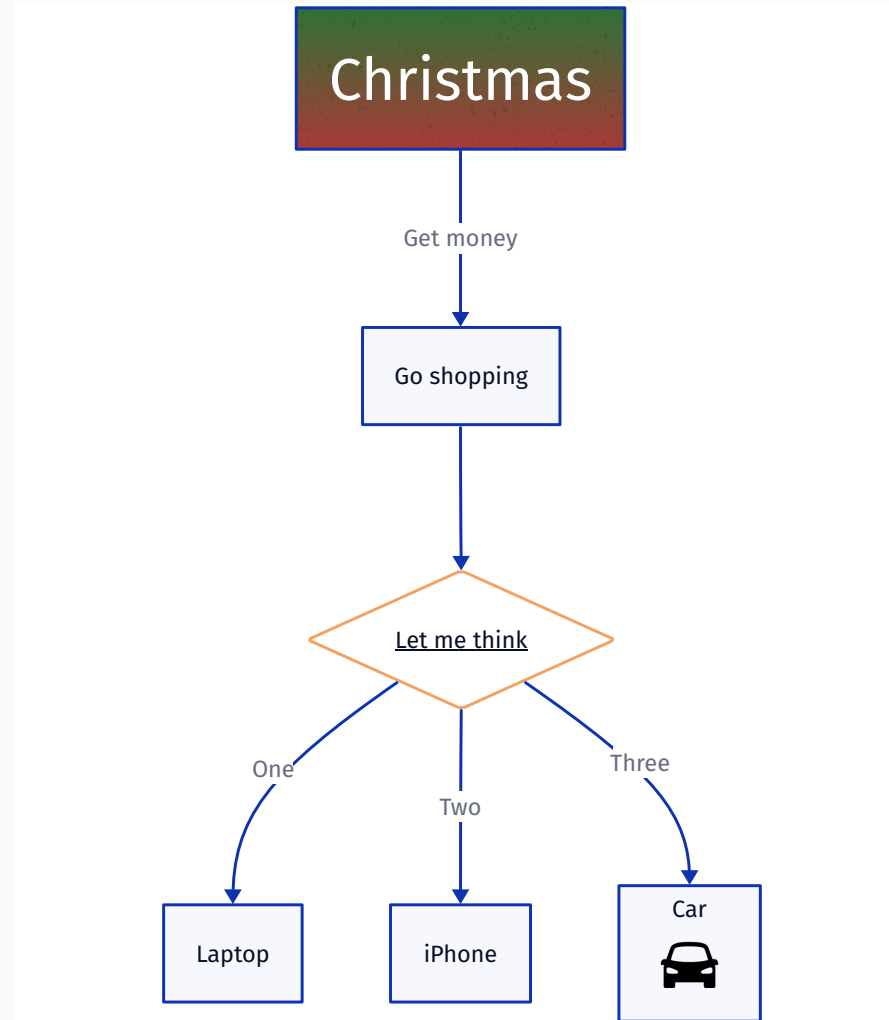 Christmas
Get money
Go shopping
Let me think
One
Three
Two
Laptop
iPhone
Car